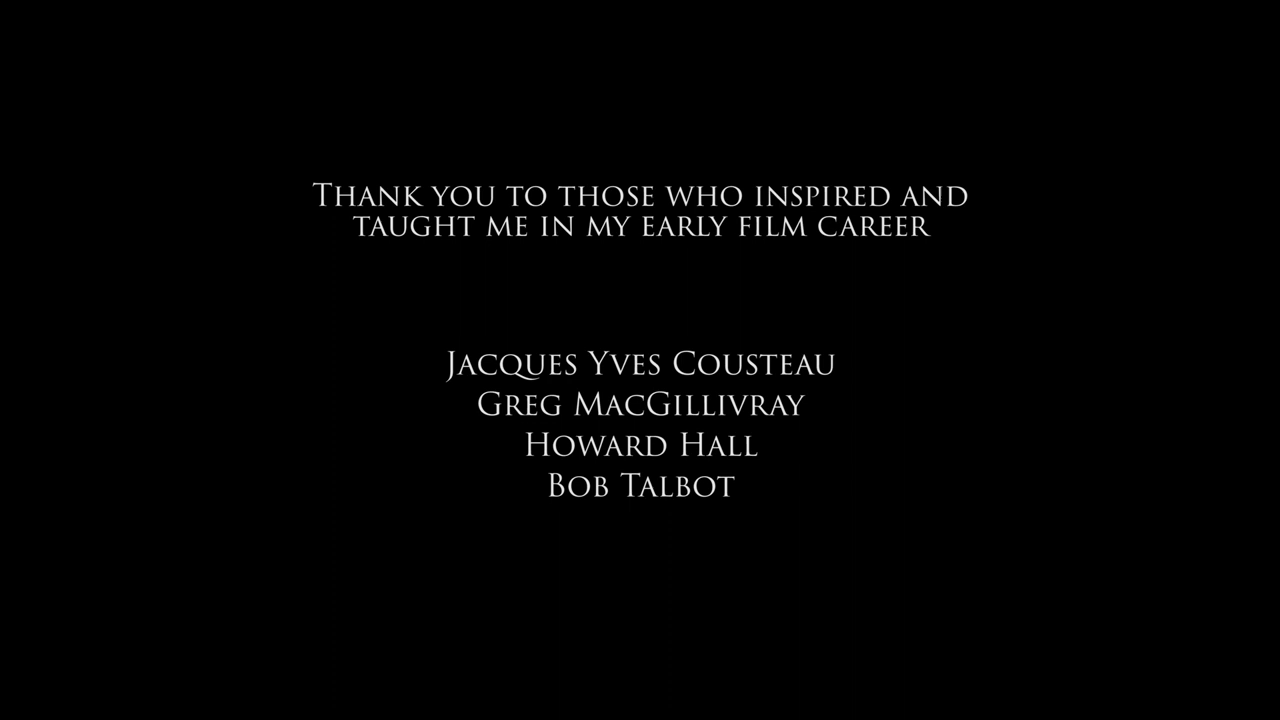 Thank you to those who inspired and
taught me in my early film career
Jacques Yves Cousteau
Greg MacGillivray
Howard Hall
Bob Talbot